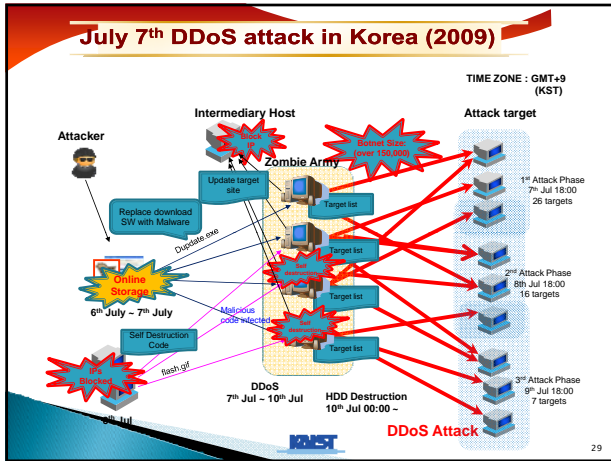 July 7th DDoS attack in Korea (2009)
TIME ZONE : GMT+9
(KST)
Intermediary Host
Attack target
Attacker
Block
IP
Botnet Size:
(over 150,000)
Zombie Army
Update target
site
Target list
1st Attack Phase
7th Jul 18:00
26 targets
Replace download
SW with Malware
Dupdate.exe
Target list
Online
Storage
Self
destruction
2nd Attack Phase
8th Jul 18:00
16 targets
6th July ~ 7th July
Malicious
code infected
Target list
Self Destruction
Code
Self
destruction
Target list
IPs
Blocked
flash.gif
3rd Attack Phase
9th Jul 18:00
7 targets
DDoS
7th Jul ~ 10th Jul
HDD Destruction
10th Jul 00:00 ~
Jul
DDoS Attack
KAIST
29